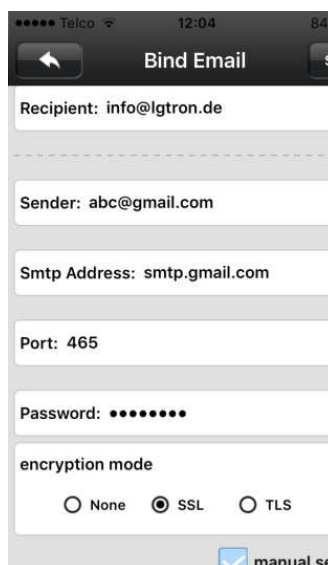 Telco 12:04 84
Bind Email
Recipient: info@lgtron.de
Sender: abc@gmail.com
Smtp Address: smtp.gmail.com
Port: 465
Password: ●●●●●●●●
encryption mode
None SSL TLS
manual se